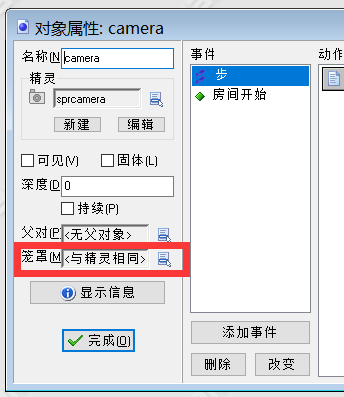 对象属性: camera
名称(N
camera
精灵
sprcamera
新建
编辑
可见(V)
固体(L)
深度(D
0
持续(P)
父对(P
<无父对象>
笼罩(M
<与精灵相同>
显示信息
完成(O)
事件
步
房间开始
添加事件
删除
改变
动作